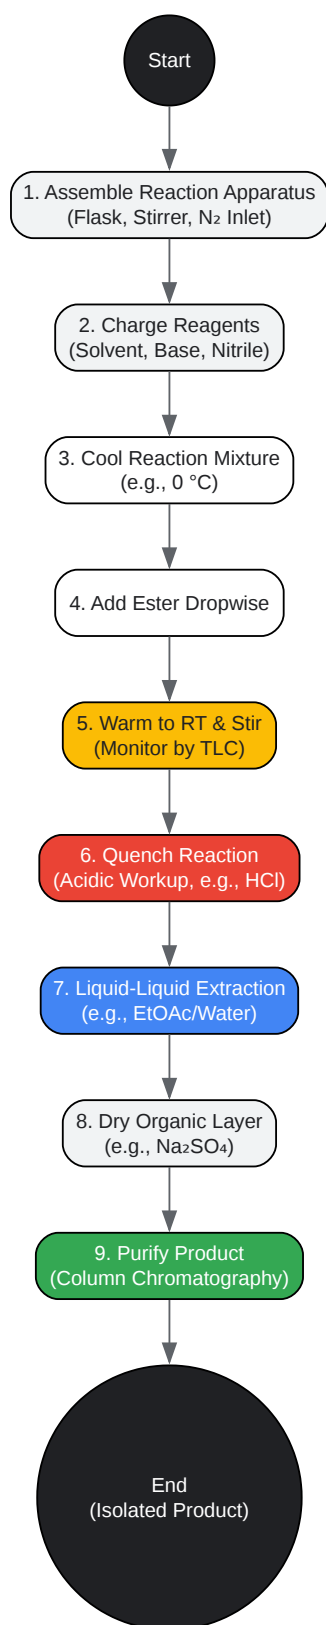 Start
1. Assemble Reaction Apparatus
(Flask, Stirrer, N₂ Inlet)
2. Charge Reagents
(Solvent, Base, Nitrile)
3. Cool Reaction Mixture
(e.g., 0 °C)
4. Add Ester Dropwise
5. Warm to RT & Stir
(Monitor by TLC)
6. Quench Reaction
(Acidic Workup, e.g., HCl)
7. Liquid-Liquid Extraction
(e.g., EtOAc/Water)
8. Dry Organic Layer
(e.g., Na₂SO₄)
9. Purify Product
(Column Chromatography)
End
(Isolated Product)